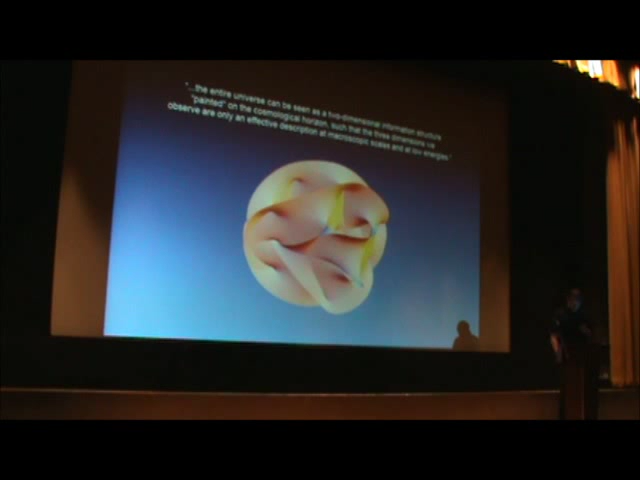 "...the entire universe can be seen as a two-dimensional information structure
"painted" on the cosmological horizon, such that the three dimensions we
observe are only an effective description at macroscopic scales and at low energies."